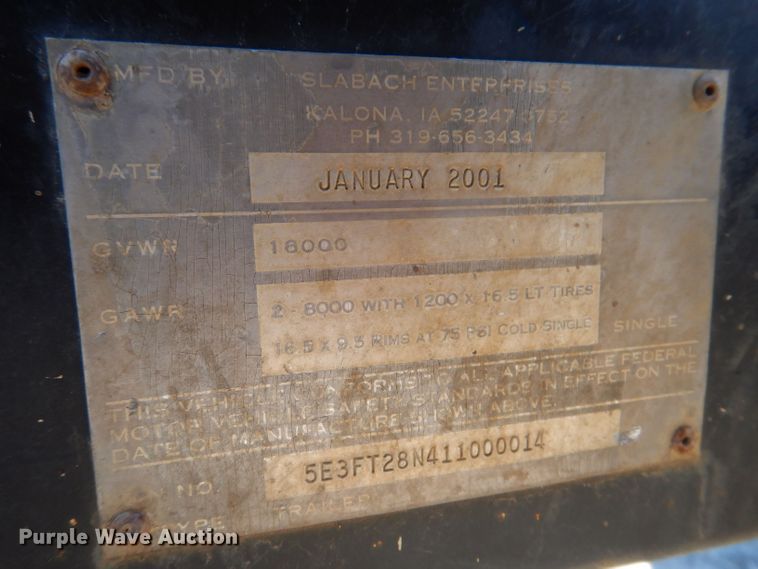 MFD BY SLABACH ENTERPRISES
KALONA, IA 52247-9752
PH 319-656-3434
DATE JANUARY 2001
GVWR 16000
GAWR 2 - 8000 WITH 1200 X 16.5 LT TIRES
16.5 X 9.5 RIMS AT 75 PSI COLD SINGLE SINGLE
THIS VEHICLE CONFORMS TO ALL APPLICABLE FEDERAL
MOTOR VEHICLE SAFETY STANDARDS IN EFFECT ON THE
DATE OF MANUFACTURE SHOWN ABOVE.
NO. 5E3FT28N411000014
TYPE TRAILER
Purple Wave Auction